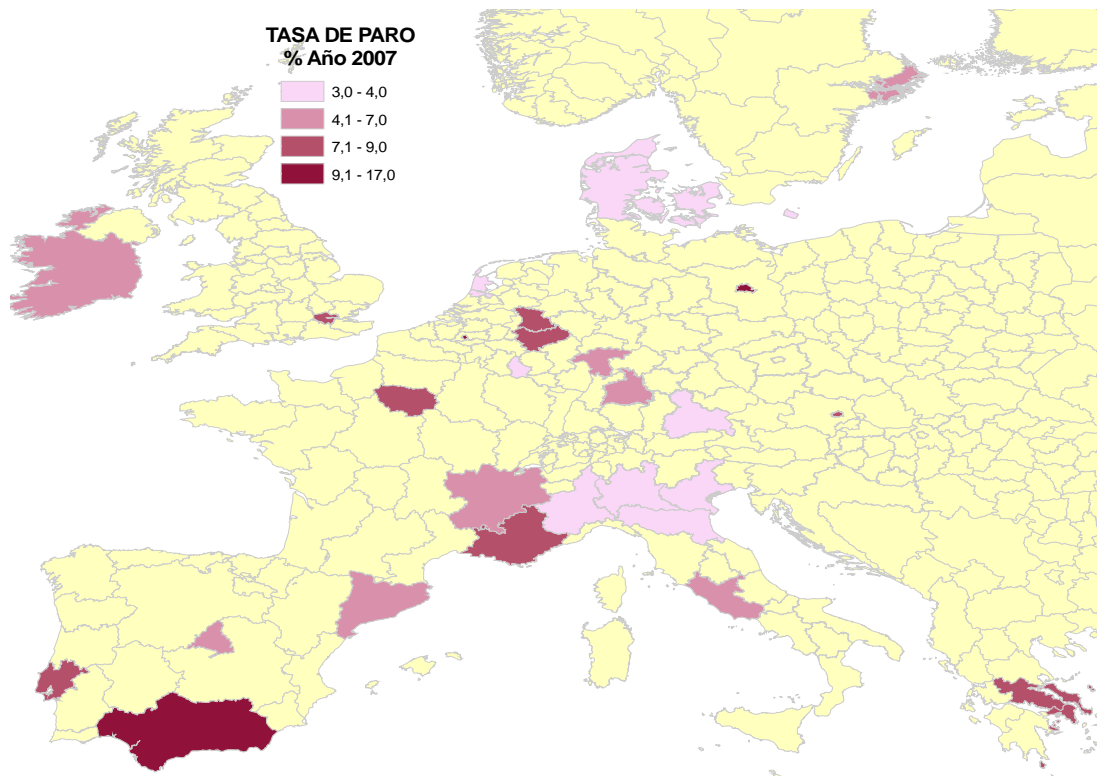 TASA DE PARO
% Año 2007
3,0 - 4,0
4,1 - 7,0
7,1 - 9,0
9,1 - 17,0